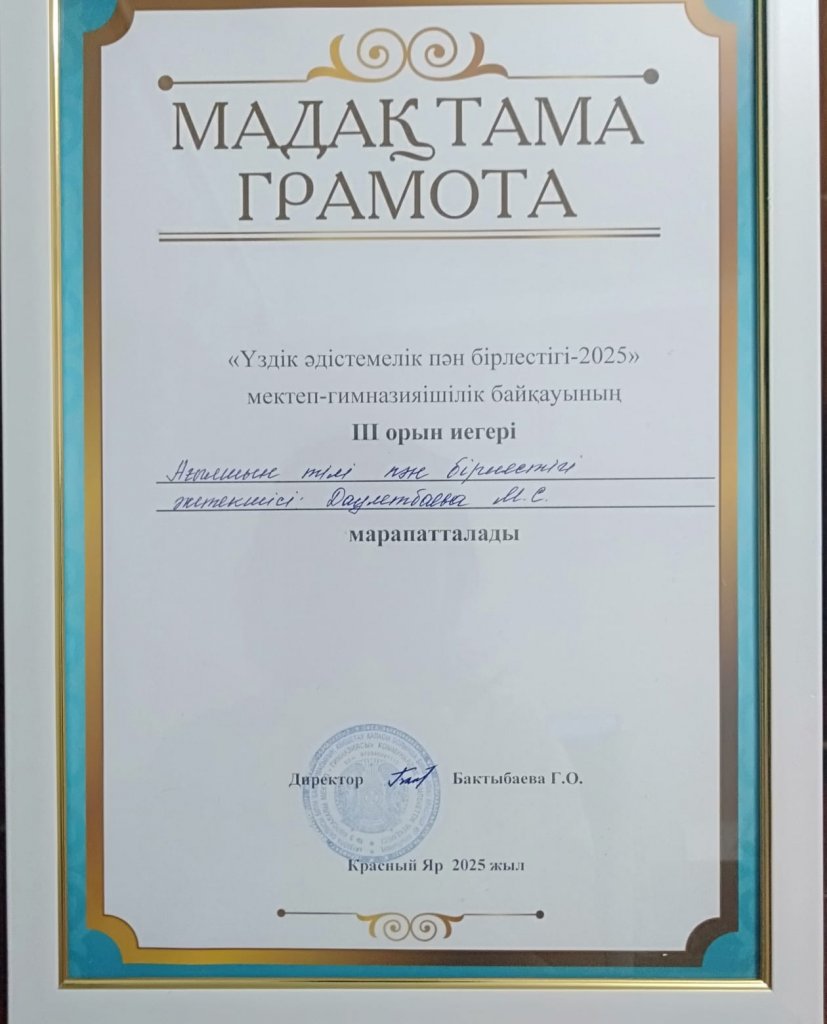 МАДАҚТАМА
ГРАМОТА
«Үздік әдістемелік пән бірлестігі-2025»
мектеп-гимназияішілік байқауының
III орын иегері
Ағылшын тілі пән бірлестігі
жетекшісі: Даулетбаева М.С.
марапатталады
Директор Бактыбаева Г.О.
Красный Яр 2025 жыл